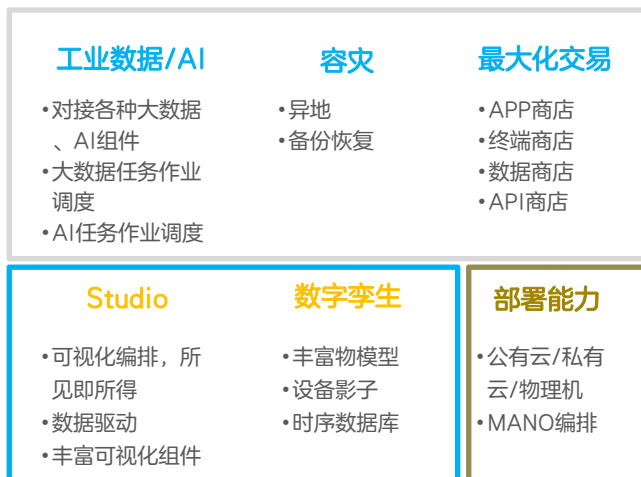 工业数据/AI
•对接各种大数据
、AI组件
•大数据任务作业
调度
•AI任务作业调度
容灾
•异地
•备份恢复
最大化交易
•APP商店
•终端商店
•数据商店
•API商店
Studio
•可视化编排，所
见即所得
•数据驱动
•丰富可视化组件
数字孪生
•丰富物模型
•设备影子
•时序数据库
部署能力
•公有云/私有
云/物理机
•MANO编排